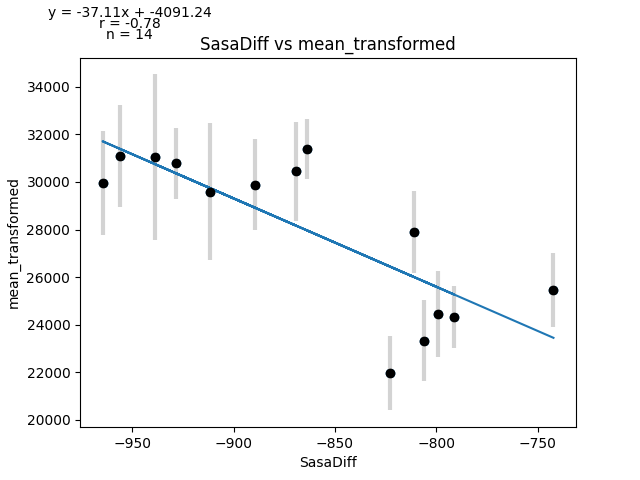 y = -37.11x + -4091.24
r = -0.78
n = 14
SasaDiff vs mean_transformed
34000
32000
30000
28000
26000
24000
22000
20000
mean_transformed
−950
−900
−850
−800
−750
SasaDiff